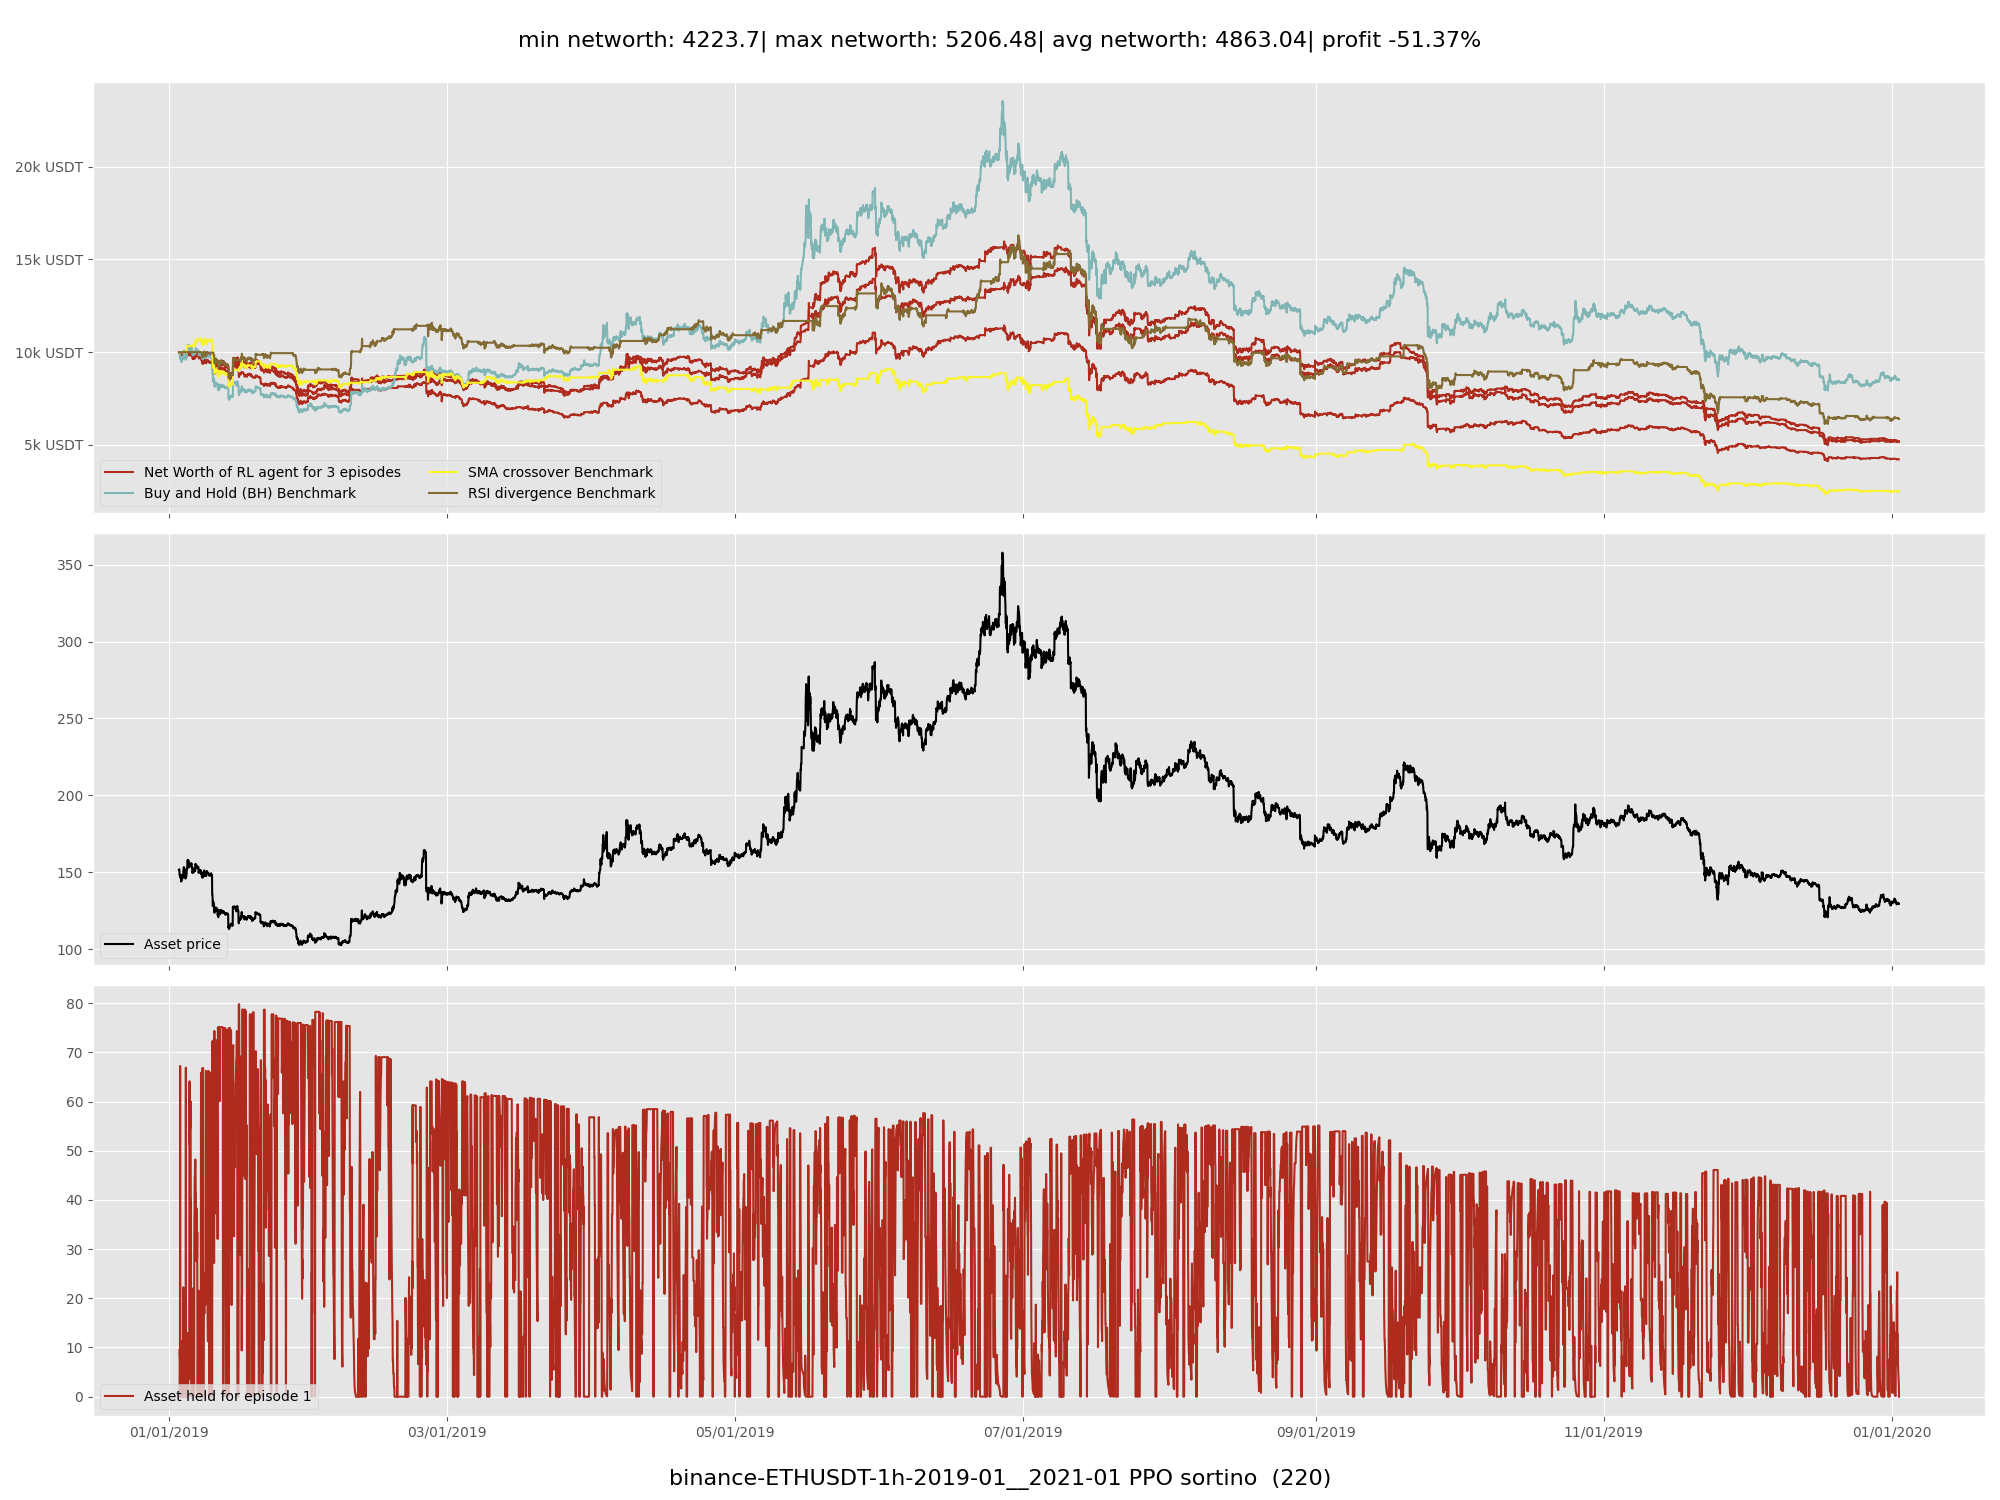 min networth: 4223.7| max networth: 5206.48| avg networth: 4863.04| profit -51.37%
20k USDT
15k USDT
10k USDT
5k USDT
Net Worth of RL agent for 3 episodes
Buy and Hold (BH) Benchmark
SMA crossover Benchmark
RSI divergence Benchmark
350
300
250
200
150
100
Asset price
80
70
60
50
40
30
20
10
0
Asset held for episode 1
01/01/2019 03/01/2019 05/01/2019 07/01/2019 09/01/2019 11/01/2019 01/01/2020
binance-ETHUSDT-1h-2019-01__2021-01 PPO sortino (220)